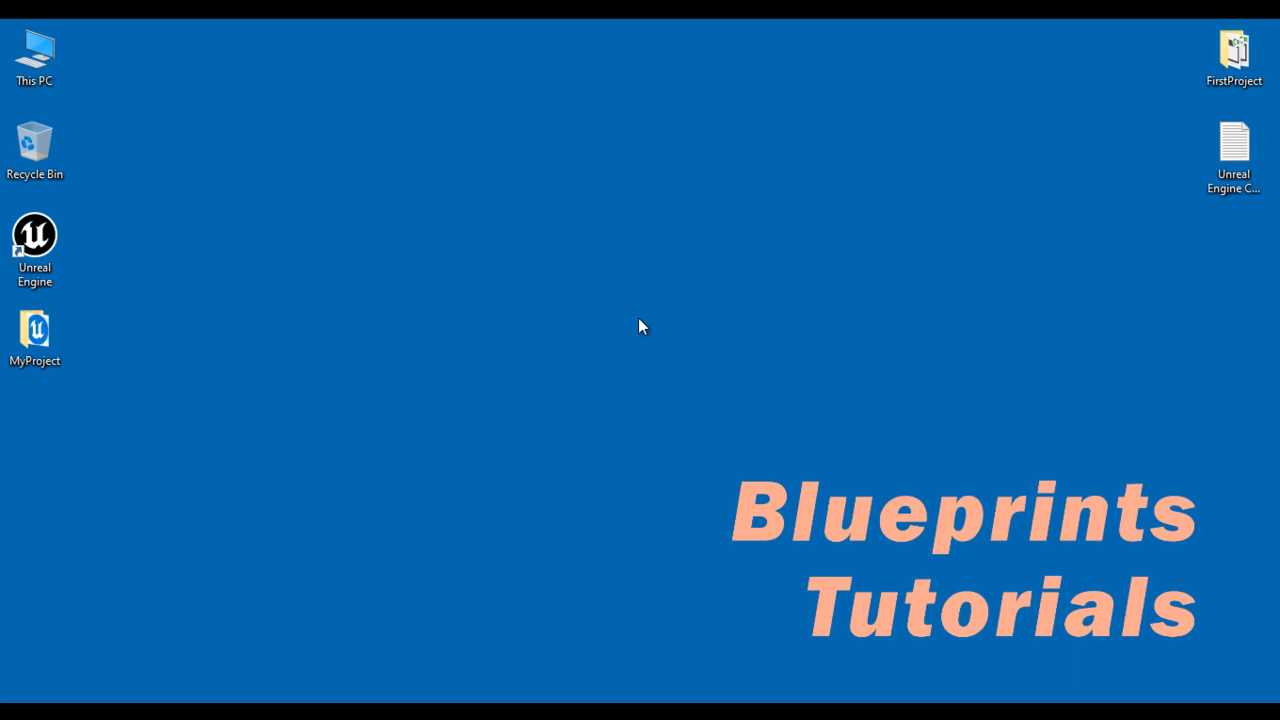 This PC
Recycle Bin
Unreal
Engine
MyProject
FirstProject
Unreal
Engine C...
Blueprints
Tutorials